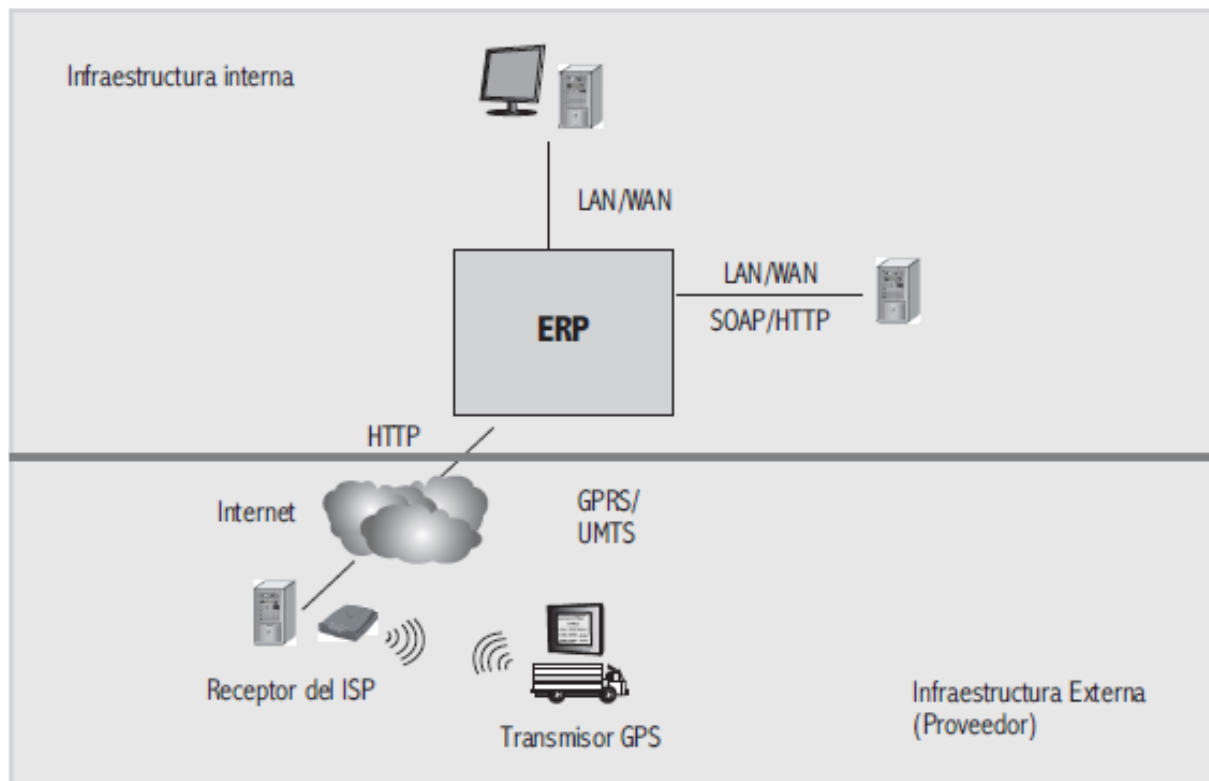 Infraestructura interna
LAN/WAN
LAN/WAN
ERP
SOAP/HTTP
HTTP
Internet
GPRS/
UMTS
Receptor del ISP
Transmisor GPS
Infraestructura Externa
(Proveedor)